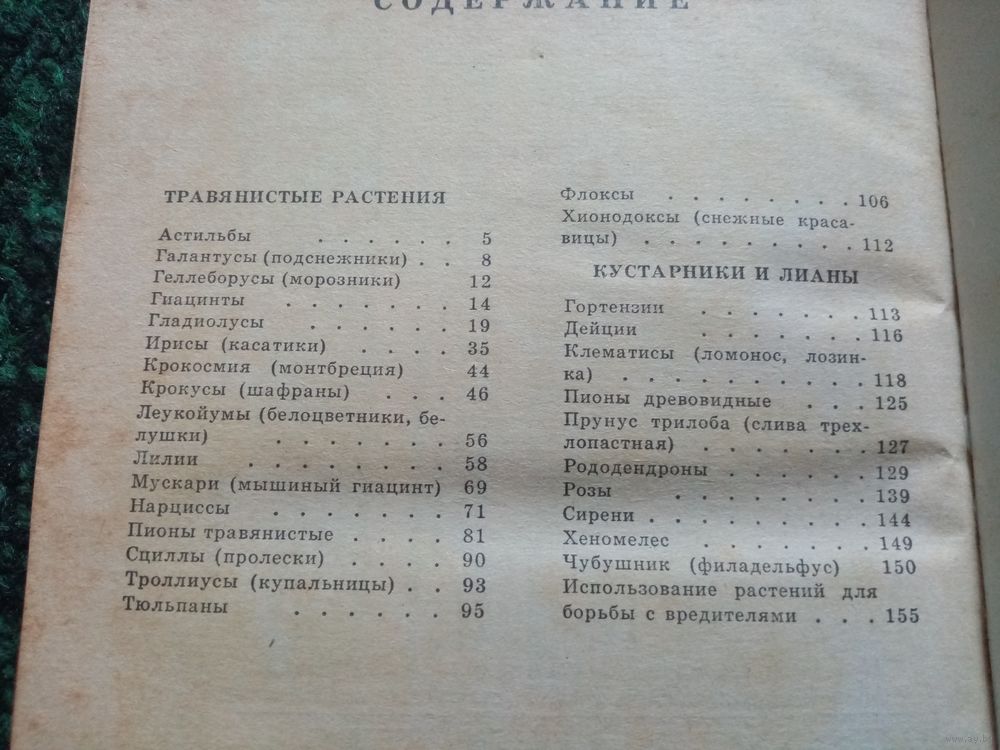 СОДЕРЖАНИЕ
ТРАВЯНИСТЫЕ РАСТЕНИЯ
Астильбы . . . . . . 5
Галантусы (подснежники) . . 8
Геллеборусы (морозники) 12
Гиацинты . . . . . . . 14
Гладиолусы . . . . . . 19
Ирисы (касатики) . . . . 35
Крокосмия (монтбреция) 44
Крокусы (шафраны) . . . 46
Леукойумы (белоцветники, бе-
лушки) . . . . . . . 56
Лилии . . . . . . . . 58
Мускари (мышиный гиацинт) 69
Нарциссы . . . . . . . 71
Пионы травянистые . . . . 81
Сциллы (пролески) . . . . 90
Троллиусы (купальницы) . . 93
Тюльпаны . . . . . . 95
Флоксы . . . . . . . . 106
Хионодоксы (снежные краса-
вицы) . . . . . . . . . 112
КУСТАРНИКИ И ЛИАНЫ
Гортензии . . . . . . . 113
Дейции . . . . . . . 116
Клематисы (ломонос, лозин-
ка) . . . . . . . . . . 118
Пионы древовидные . . . 125
Прунус трилоба (слива трех-
лопастная) . . . . . . . 127
Рододендроны . . . . . . 129
Розы . . . . . . . . 139
Сирени . . . . . . . . . 144
Хеномелес . . . . . . . 149
Чубушник (филадельфус) 150
Использование растений для
борьбы с вредителями . . . 155